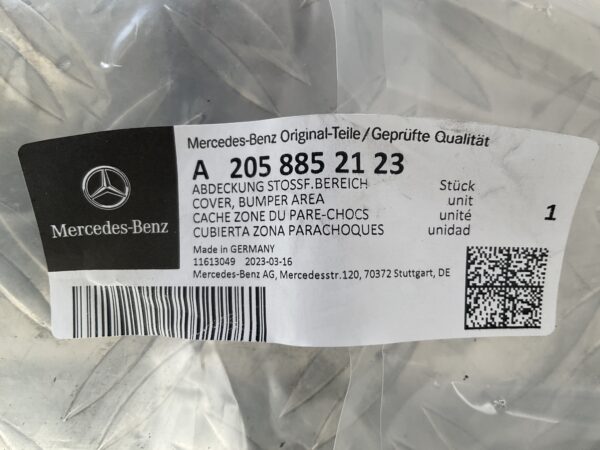 Mercedes-Benz Original-Teile/Geprüfte Qualität
A 205 885 21 23
ABDECKUNG STOSSF.BEREICH Stück
COVER, BUMPER AREA unit
CACHE ZONE DU PARE-CHOCS unité 1
CUBIERTA ZONA PARACHOQUES unidad
Mercedes-Benz
Made in GERMANY
11613049 2023-03-16
Mercedes-Benz AG, Mercedesstr.120, 70372 Stuttgart, DE